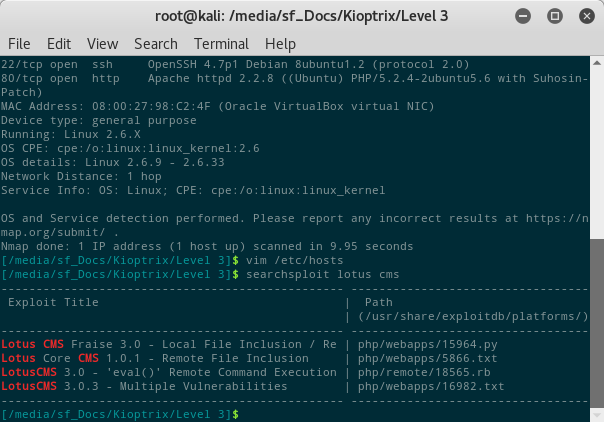 root@kali: /media/sf_Docs/Kioptrix/Level 3
File Edit View Search Terminal Help
22/tcp open  ssh     OpenSSH 4.7p1 Debian 8ubuntu1.2 (protocol 2.0)
80/tcp open  http    Apache httpd 2.2.8 ((Ubuntu) PHP/5.2.4-2ubuntu5.6 with Suhosin-
Patch)
MAC Address: 08:00:27:98:C2:4F (Oracle VirtualBox virtual NIC)
Device type: general purpose
Running: Linux 2.6.X
OS CPE: cpe:/o:linux:linux_kernel:2.6
OS details: Linux 2.6.9 - 2.6.33
Network Distance: 1 hop
Service Info: OS: Linux; CPE: cpe:/o:linux:linux_kernel

OS and Service detection performed. Please report any incorrect results at https://n
map.org/submit/ .
Nmap done: 1 IP address (1 host up) scanned in 9.95 seconds
[/media/sf_Docs/Kioptrix/Level 3]$ vim /etc/hosts
[/media/sf_Docs/Kioptrix/Level 3]$ searchsploit lotus cms
--------------------------------------------- ----------------------------------
 Exploit Title                               |  Path
                                             | (/usr/share/exploitdb/platforms/)
--------------------------------------------- ----------------------------------
Lotus CMS Fraise 3.0 - Local File Inclusion / Re | php/webapps/15964.py
Lotus Core CMS 1.0.1 - Remote File Inclusion     | php/webapps/5866.txt
LotusCMS 3.0 - 'eval()' Remote Command Execution | php/remote/18565.rb
LotusCMS 3.0.3 - Multiple Vulnerabilities        | php/webapps/16982.txt
--------------------------------------------- ----------------------------------
[/media/sf_Docs/Kioptrix/Level 3]$